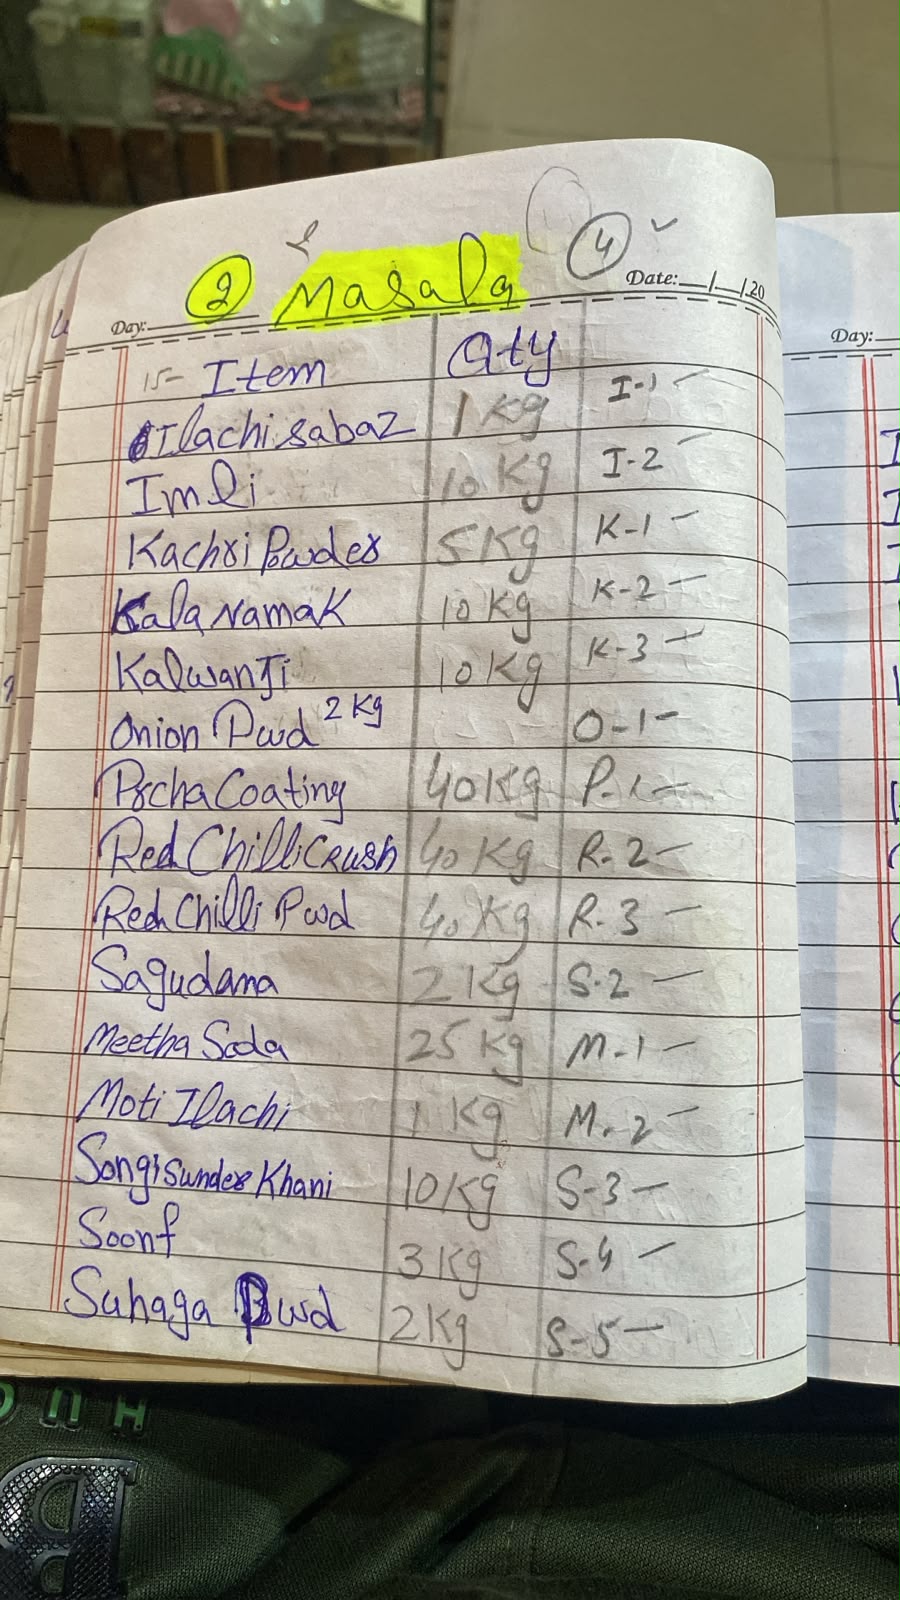 2 Masala 4
Day: Date: / / 20
15- Item Qty
Ilachi sabaz 1 Kg I-1
Imli 10 Kg I-2
Kachri Powder 5 Kg K-1
Kala Namak 10 Kg K-2
KalwanJi 10 Kg K-3
Onion Pwd 2 Kg O-1
Prcha Coating 40 Kg P-1
Red Chilli Crush 40 Kg R-2
Red Chilli Pwd 40 Kg R-3
Sagudana 2 Kg S-2
Meetha Soda 25 Kg M-1
Moti Ilachi 1 Kg M-2
Songi Sunder Khani 10 Kg S-3
Soonf 3 Kg S-4
Suhaga Pwd 2 Kg S-5
Day: